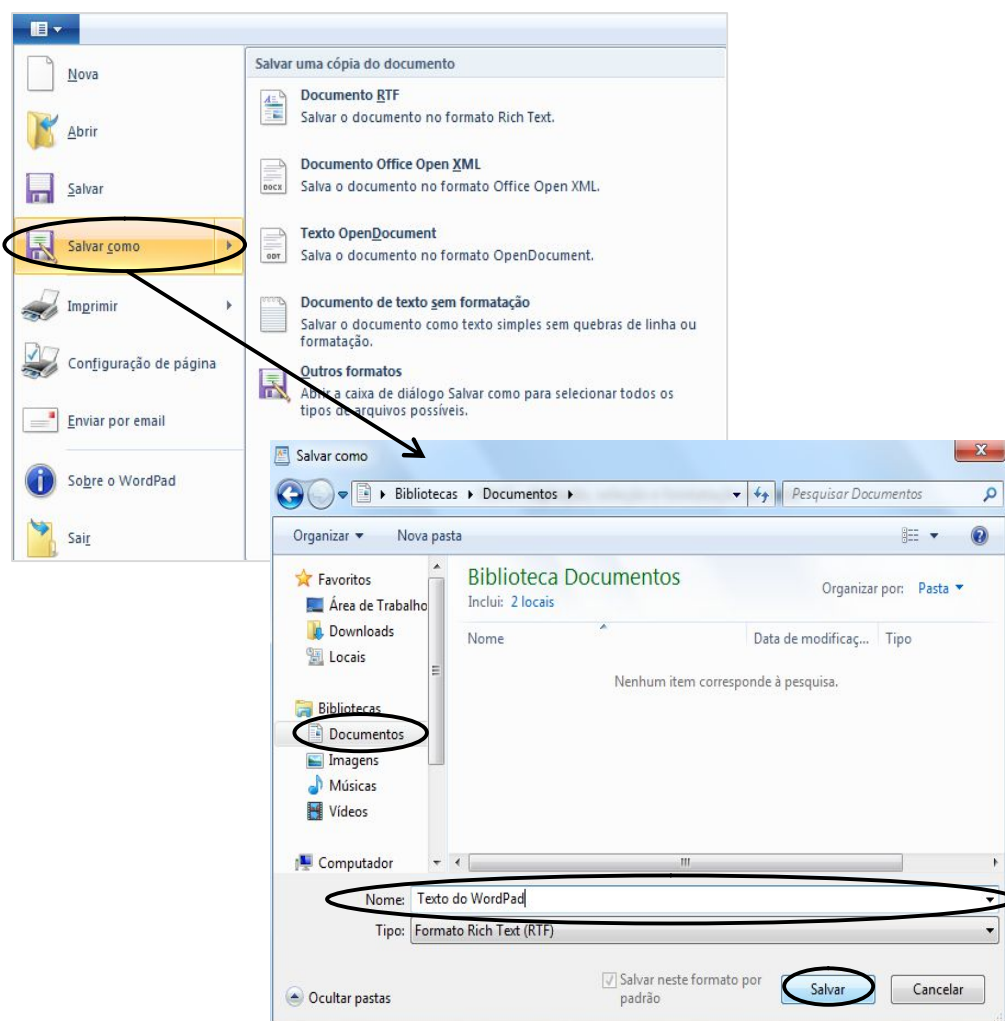 Nova
Abrir
Salvar
Salvar como
Imprimir
Configuração de página
Enviar por email
Sobre o WordPad
Sair
Salvar uma cópia do documento
Documento RTF
Salvar o documento no formato Rich Text.
Documento Office Open XML
DOCX
Salva o documento no formato Office Open XML.
Texto OpenDocument
ODT
Salva o documento no formato OpenDocument.
Documento de texto sem formatação
Salvar o documento como texto simples sem quebras de linha ou
formatação.
Outros formatos
Abrir a caixa de diálogo Salvar como para selecionar todos os
tipos de arquivos possíveis.
Salvar como
Bibliotecas Documentos
Pesquisar Documentos
Organizar Nova pasta
Favoritos
Área de Trabalho
Downloads
Locais
Bibliotecas
Documentos
Imagens
Músicas
Vídeos
Computador
Biblioteca Documentos
Inclui: 2 locais
Organizar por: Pasta
Nome Data de modificaç... Tipo
Nenhum item corresponde à pesquisa.
Nome: Texto do WordPad
Tipo: Formato Rich Text (RTF)
Ocultar pastas
Salvar neste formato por
padrão
Salvar
Cancelar